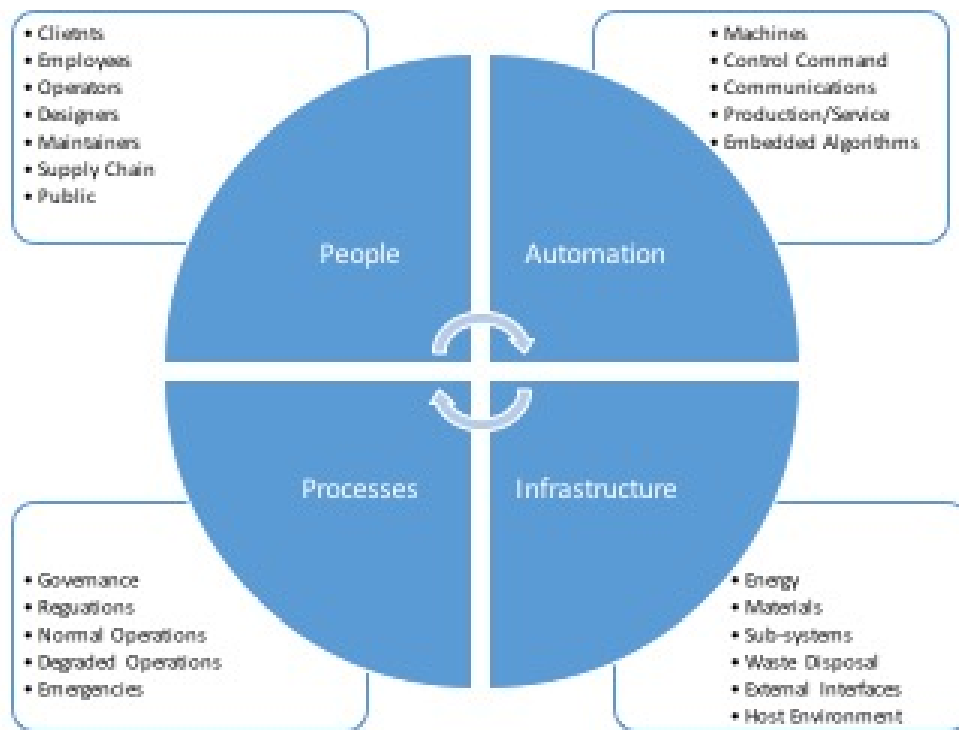 • Clietnts
• Employees
• Operators
• Designers
• Maintainers
• Supply Chain
• Public
• Machines
• Control Command
• Communications
• Production/Service
• Embedded Algorithms
People
Automation
Processes
Infrastructure
• Governance
• Reguations
• Normal Operations
• Degraded Operations
• Emergencies
• Energy
• Materials
• Sub-systems
• Waste Disposal
• External Interfaces
• Host Environment